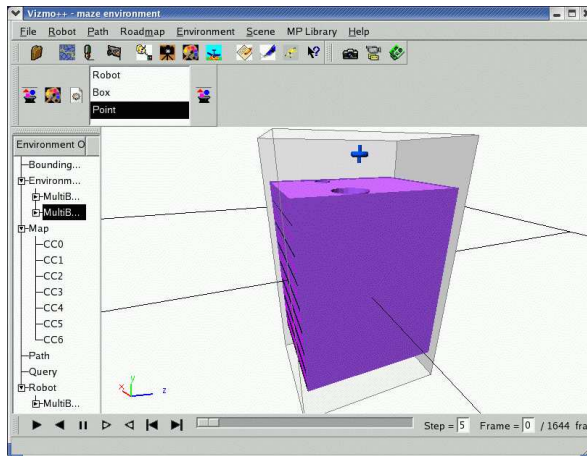 Vizmo++ - maze environment
File Robot Path Roadmap Environment Scene MP Library Help
Robot
Box
Point
Environment O
Bounding...
Environm...
MultiB...
MultiB...
Map
CC0
CC1
CC2
CC3
CC4
CC5
CC6
Path
Query
Robot
MultiB...
y
x
z
Step = 5 Frame = 0 / 1644 fra